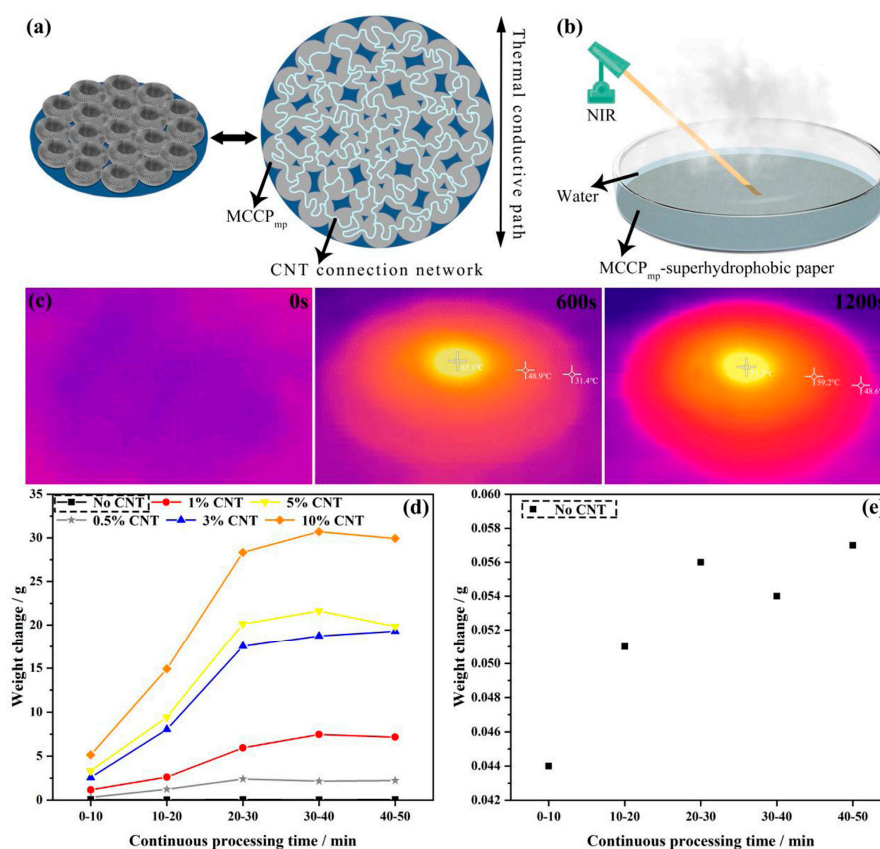 (a)
MCCPmp
CNT connection network
Thermal conductive path
(b)
NIR
Water
MCCPmp-superhydrophobic paper
(c)
0s
600s
48.9°C
31.4°C
1200s
59.2°C
48.6°
(d)
No CNT
1% CNT
5% CNT
0.5% CNT
3% CNT
10% CNT
Weight change / g
35
30
25
20
15
10
5
0
0-10
10-20
20-30
30-40
40-50
Continuous processing time / min
(e)
No CNT
Weight change / g
0.060
0.058
0.056
0.054
0.052
0.050
0.048
0.046
0.044
0.042
0-10
10-20
20-30
30-40
40-50
Continuous processing time / min